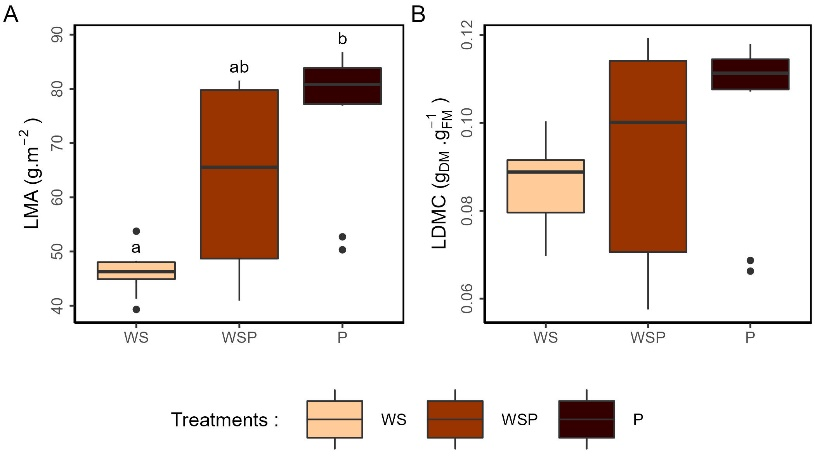 A
LMA (g.m⁻²)
90
80
70
60
50
40
a
ab
b
WS WSP P
B
LDMC (g_DM .g_FM⁻¹ )
0.12
0.10
0.08
0.06
WS WSP P
Treatments : WS WSP P